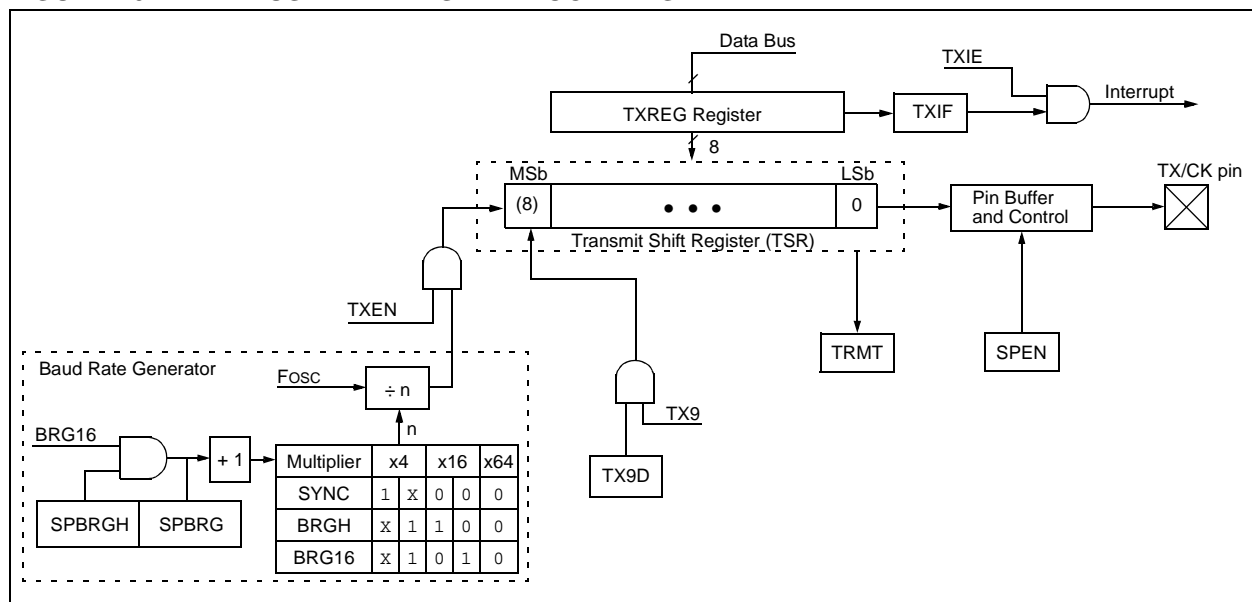 Data Bus
TXIE
Interrupt
TXREG Register
TXIF
8
MSb
LSb
TX/CK pin
(8)
• • •
0
Pin Buffer
and Control
Transmit Shift Register (TSR)
TXEN
TRMT
SPEN
Baud Rate Generator
FOSC
÷ n
TX9
n
BRG16
+ 1
Multiplier x4 x16 x64
TX9D
SYNC 1 X 0 0 0
SPBRGH SPBRG
BRGH X 1 1 0 0
BRG16 X 1 0 1 0